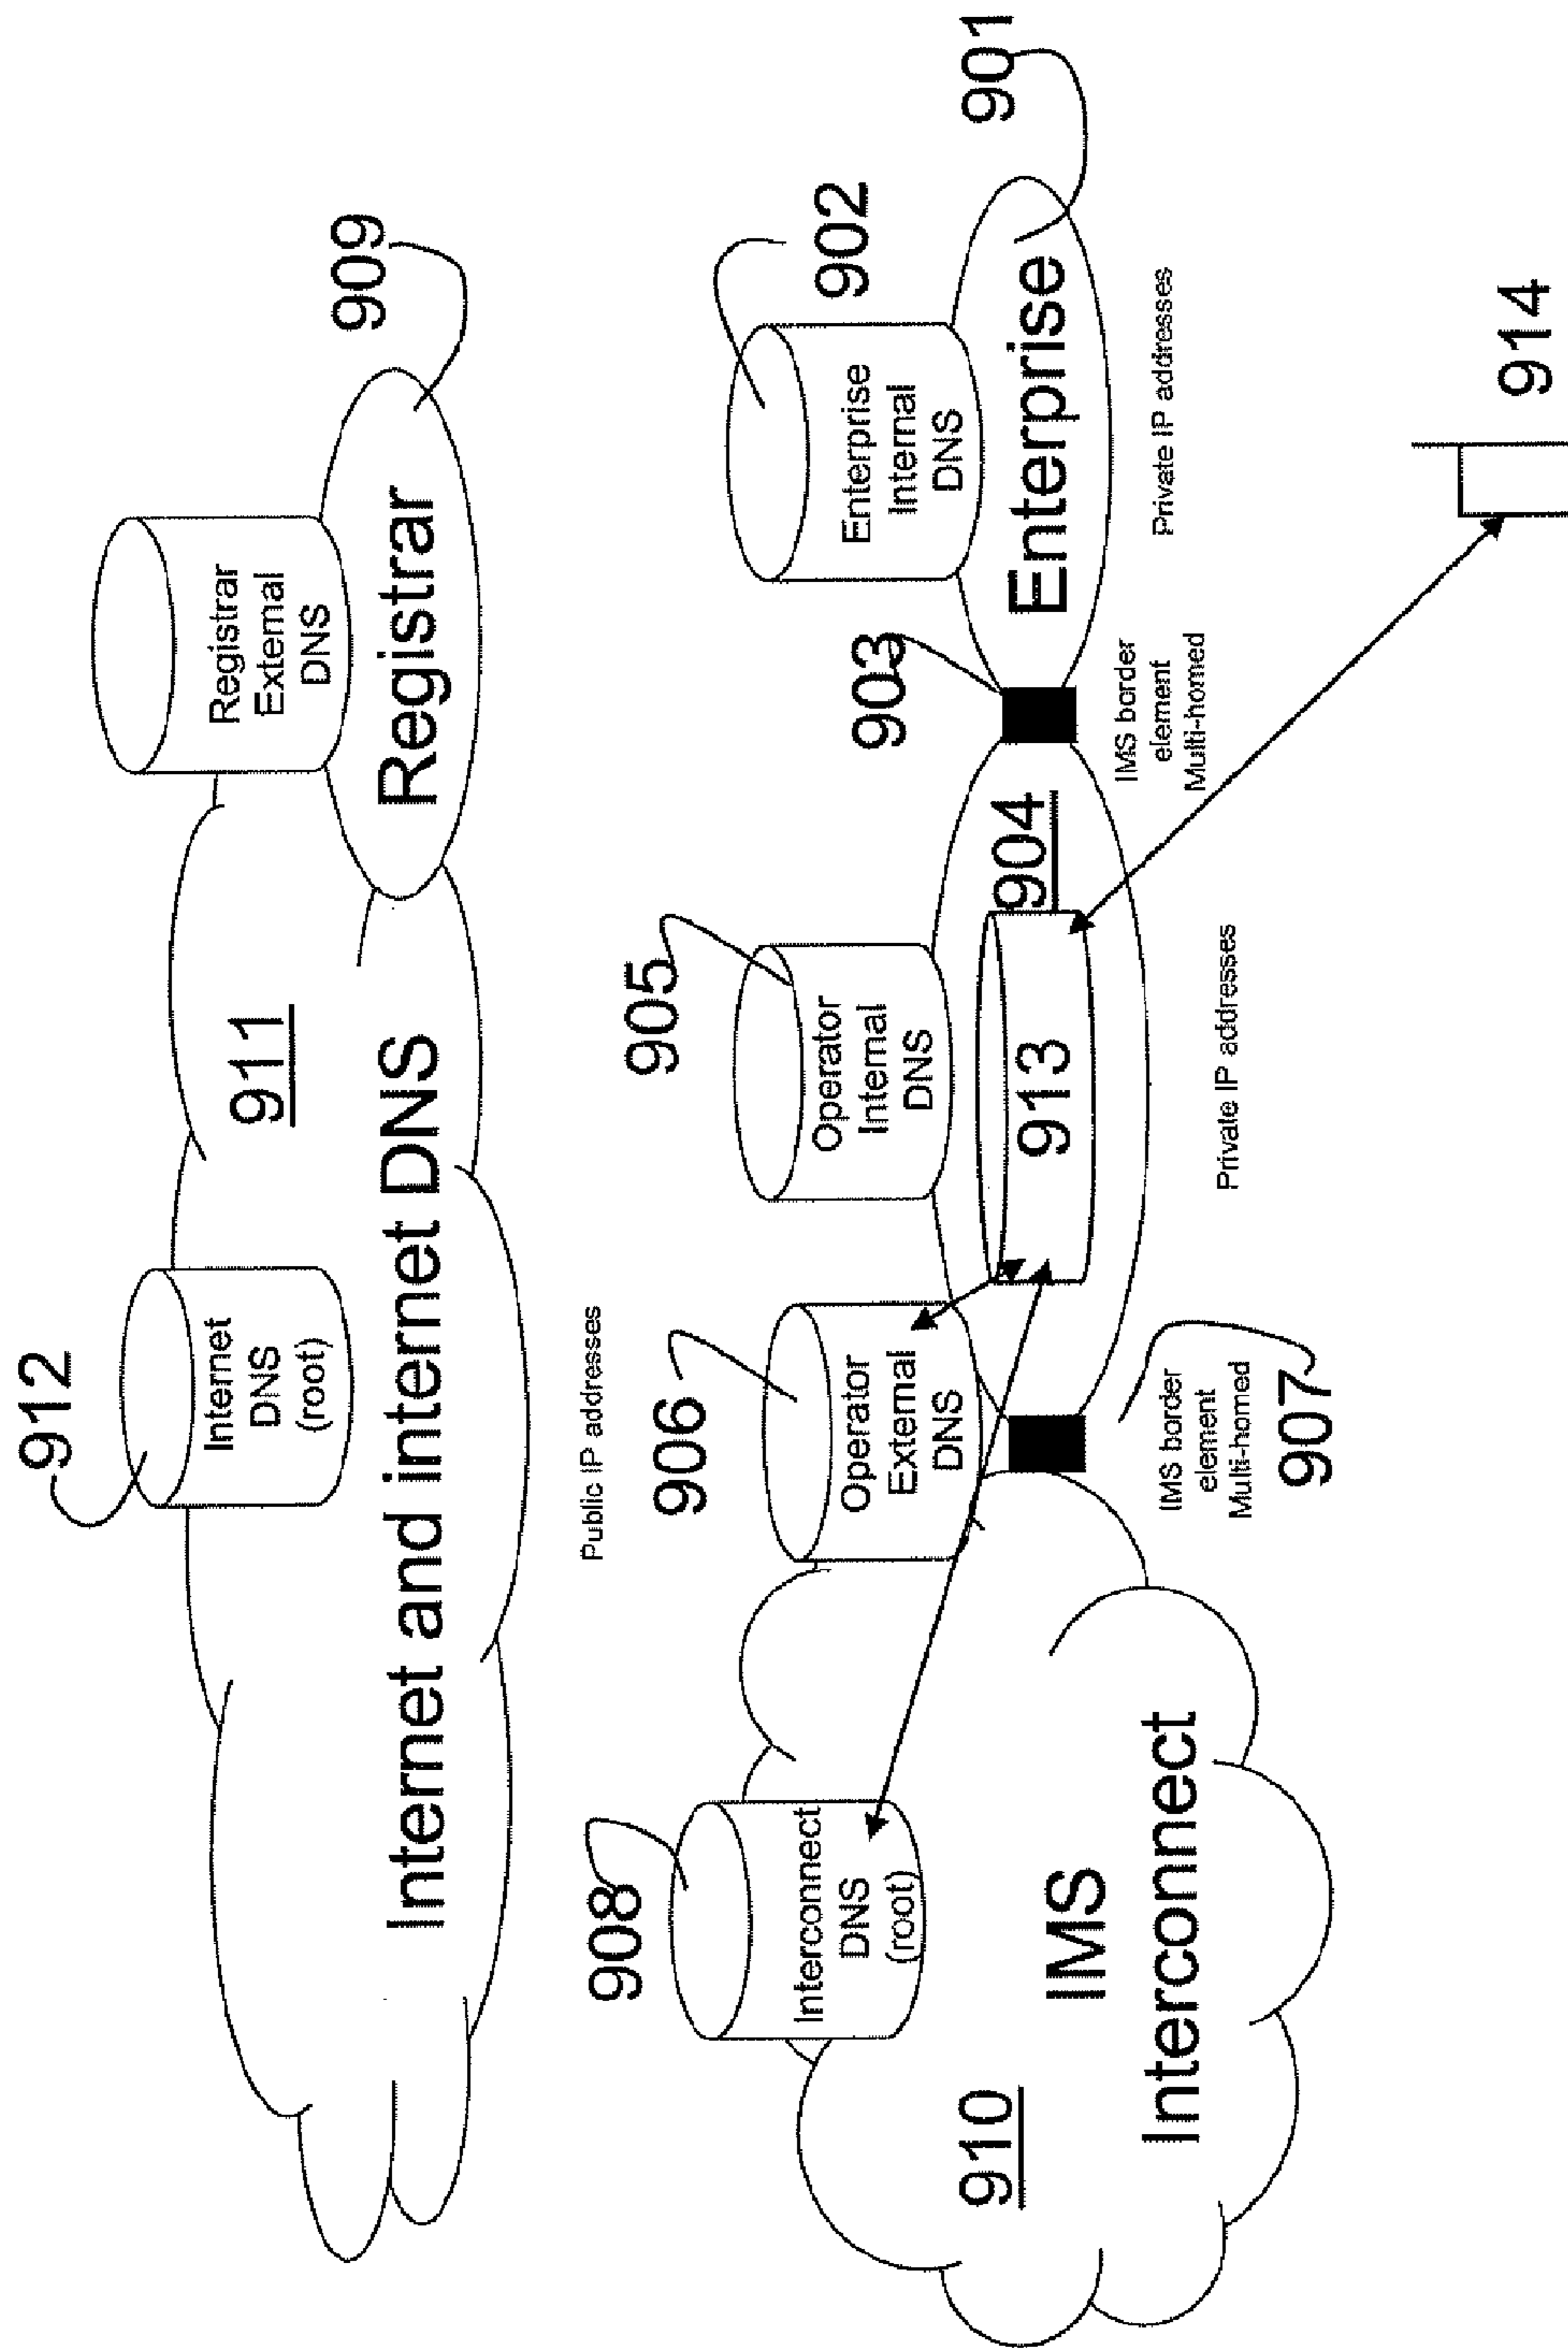 912
Internet
DNS
(root)
911
Registrar
External
DNS
909
Internet and internet DNS
Registrar
Public IP addresses
908
906
905
902
Interconnect
DNS
(root)
Operator
External
DNS
Operator
Internal
DNS
903
Enterprise
Internal
DNS
901
910
IMS
Interconnect
913
904
Enterprise
IMS border
element
Multi-homed
907
Private IP addresses
IMS border
element
Multi-homed
Private IP addresses
914